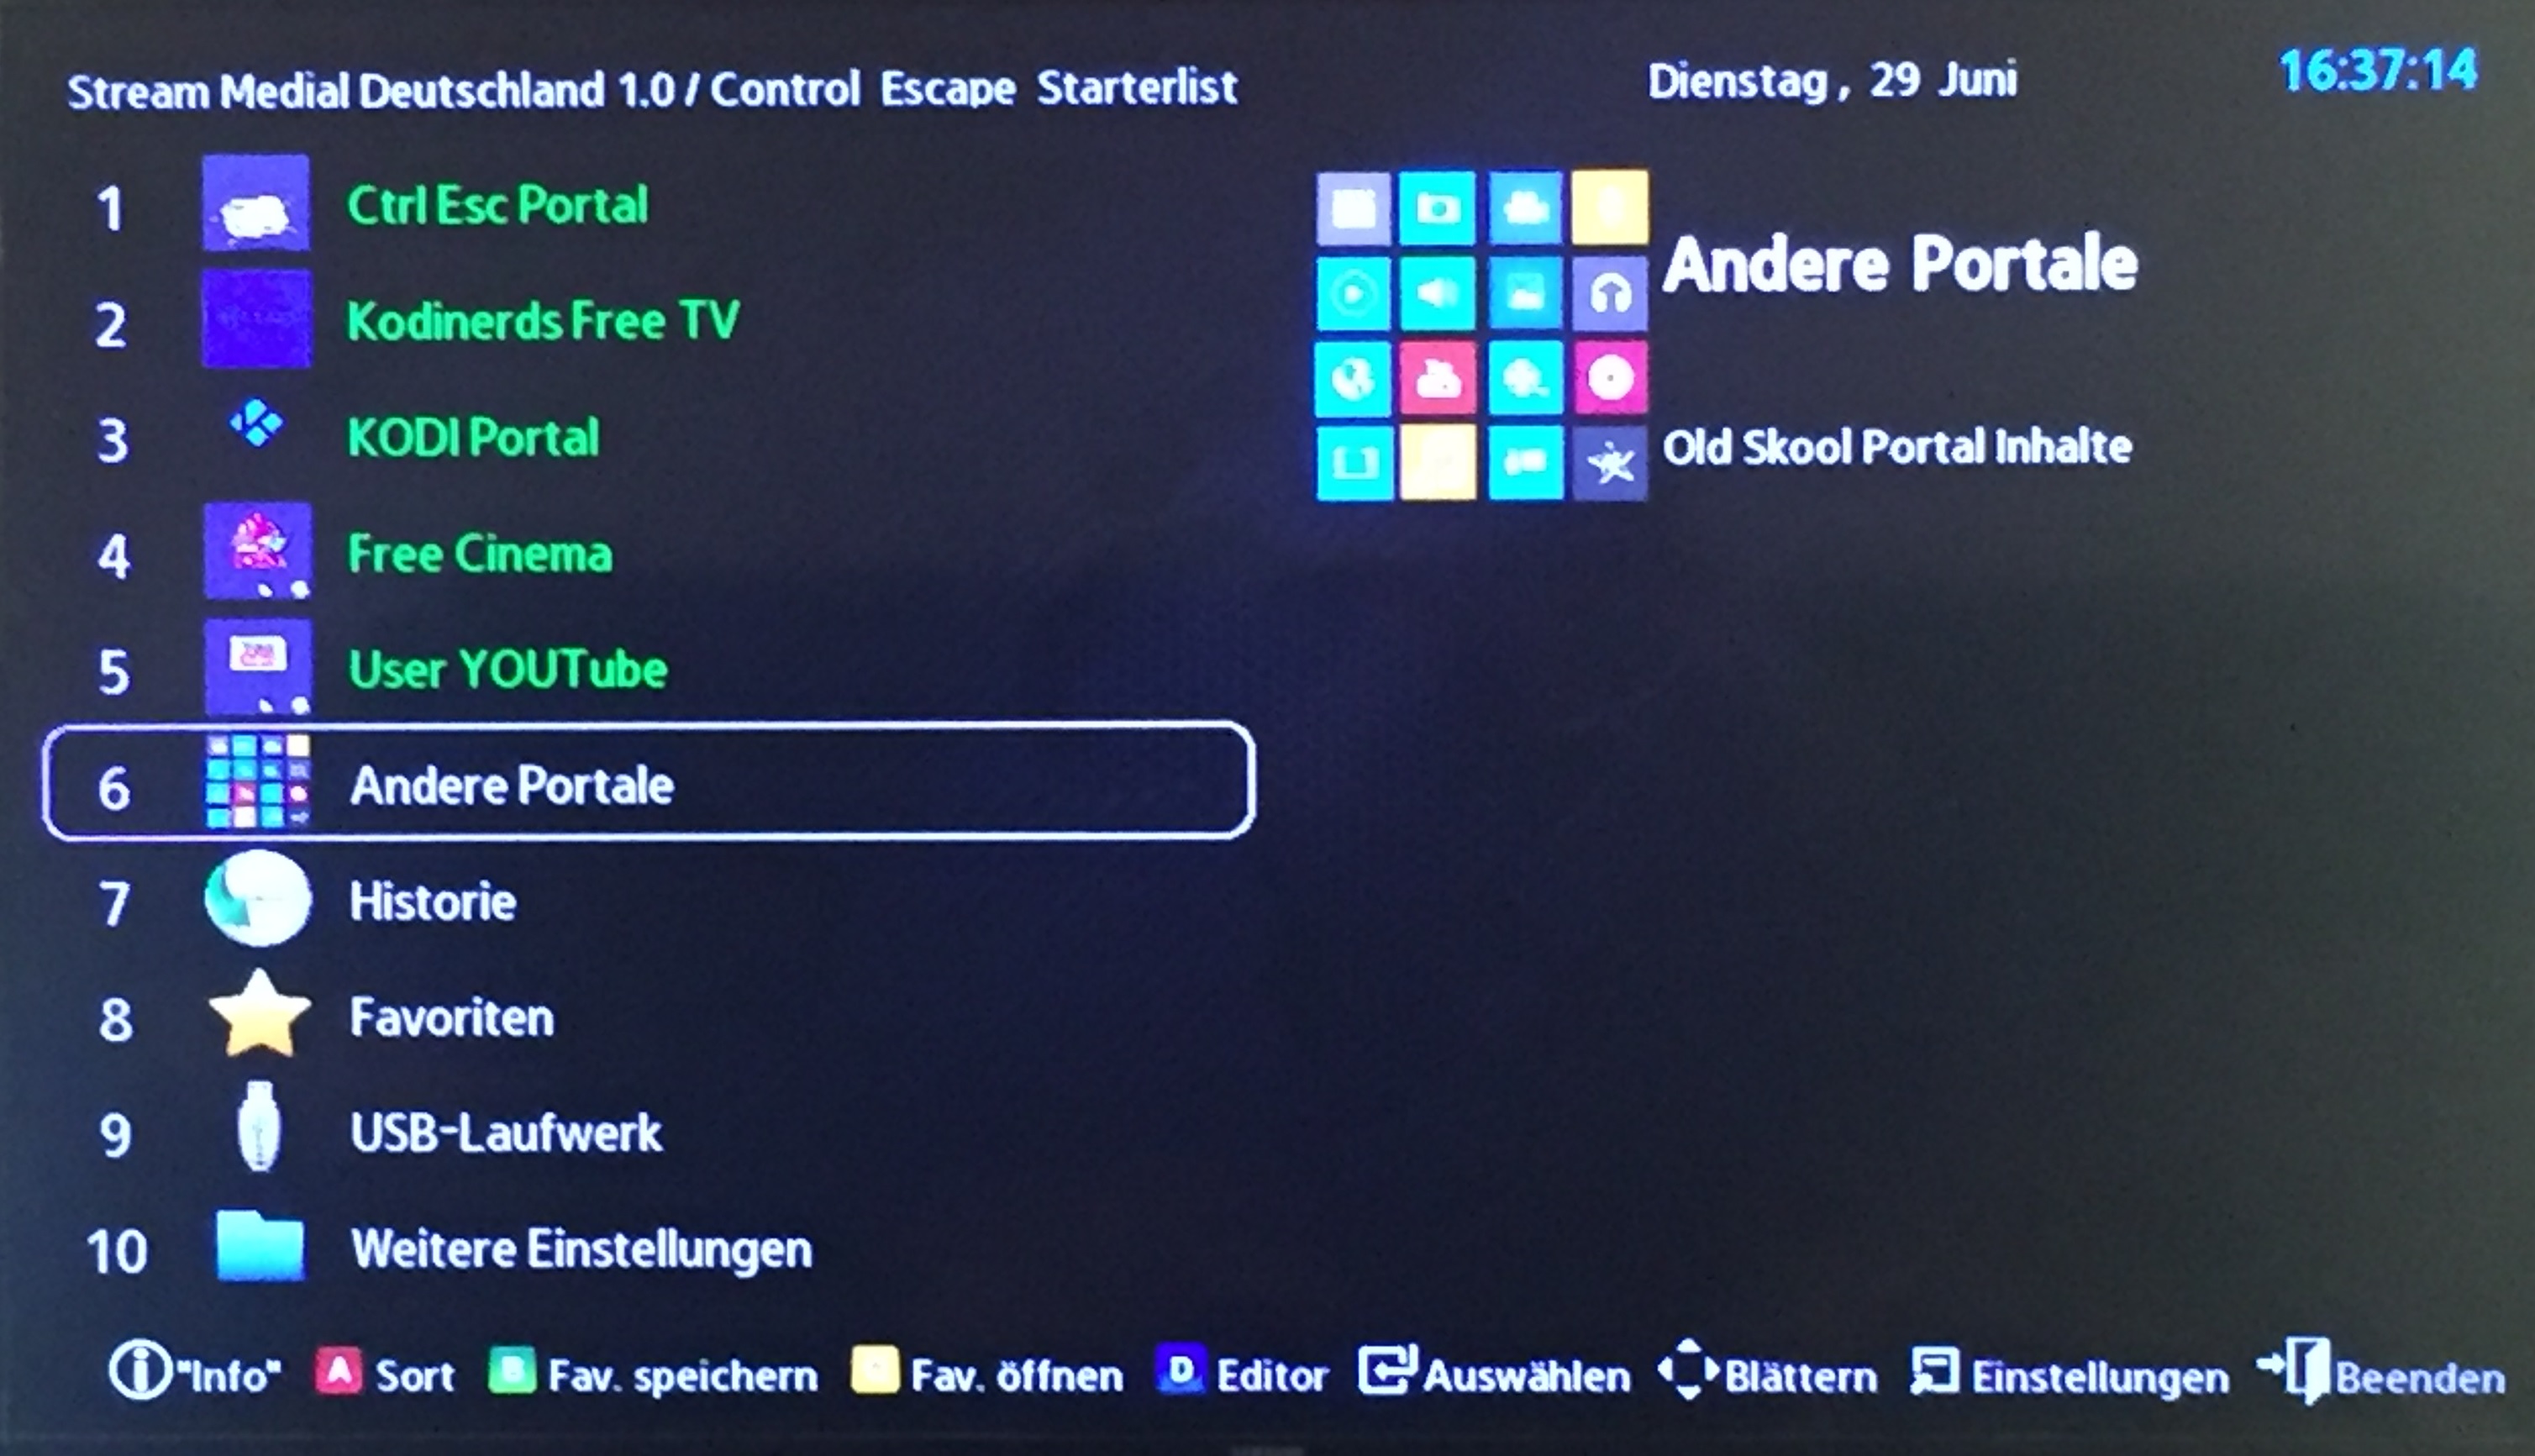 Stream Medial Deutschland 1.0 / Control Escape Starterlist
Dienstag, 29 Juni
16:37:14
1 Ctrl Esc Portal
2 Kodinerds Free TV
3 KODI Portal
4 Free Cinema
5 User YOUTube
6 Andere Portale
7 Historie
8 Favoriten
9 USB-Laufwerk
10 Weitere Einstellungen
Andere Portale
Old Skool Portal Inhalte
"Info" A Sort B Fav. speichern Fav. öffnen D Editor Auswählen Blättern Einstellungen Beenden